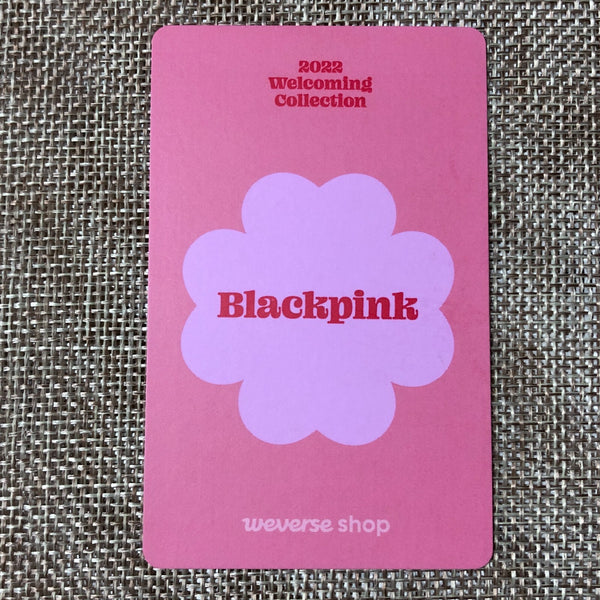 2022
Welcoming
Collection
Blackpink
weverse shop